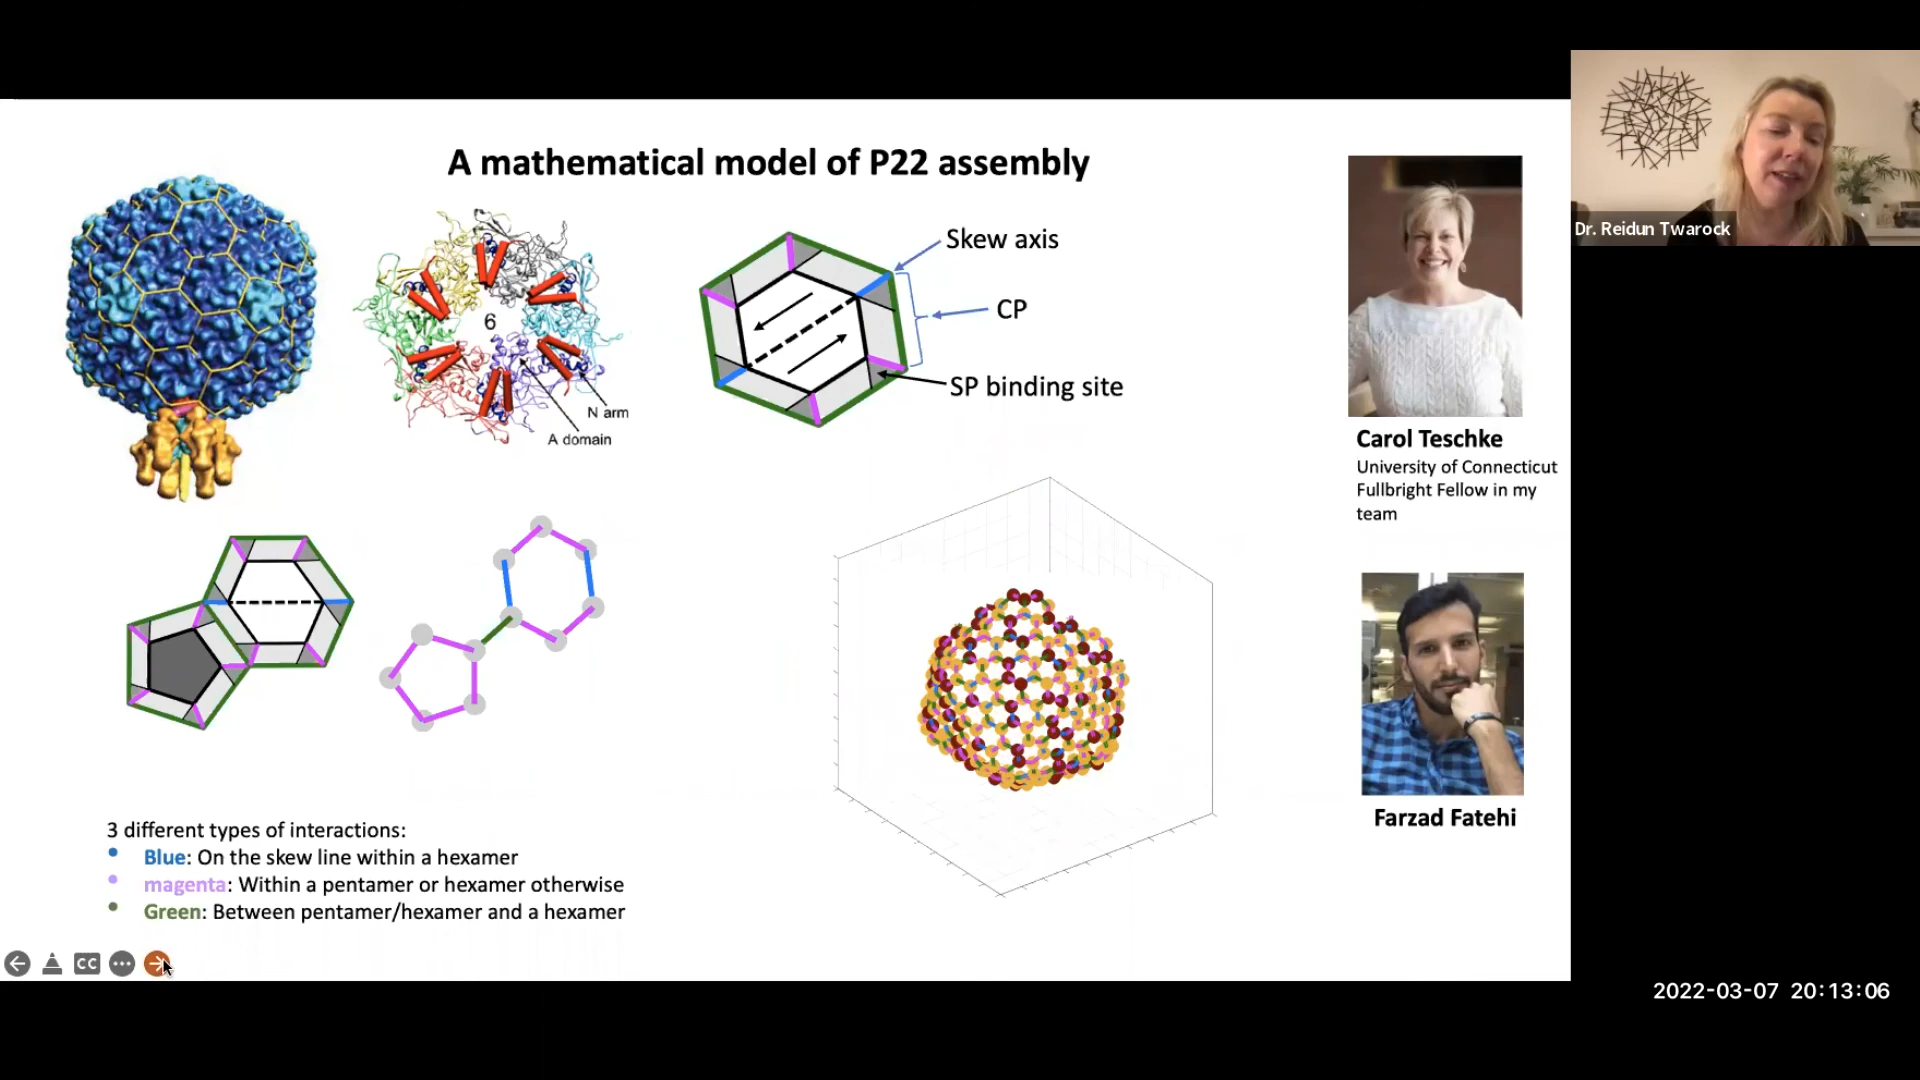 A mathematical model of P22 assembly
Dr. Reidun Twarock
Skew axis
CP
SP binding site
6
N arm
A domain
Carol Teschke
University of Connecticut
Fullbright Fellow in my
team
Farzad Fatehi
3 different types of interactions:
• Blue: On the skew line within a hexamer
• magenta: Within a pentamer or hexamer otherwise
• Green: Between pentamer/hexamer and a hexamer
CC
2022-03-07 20:13:06